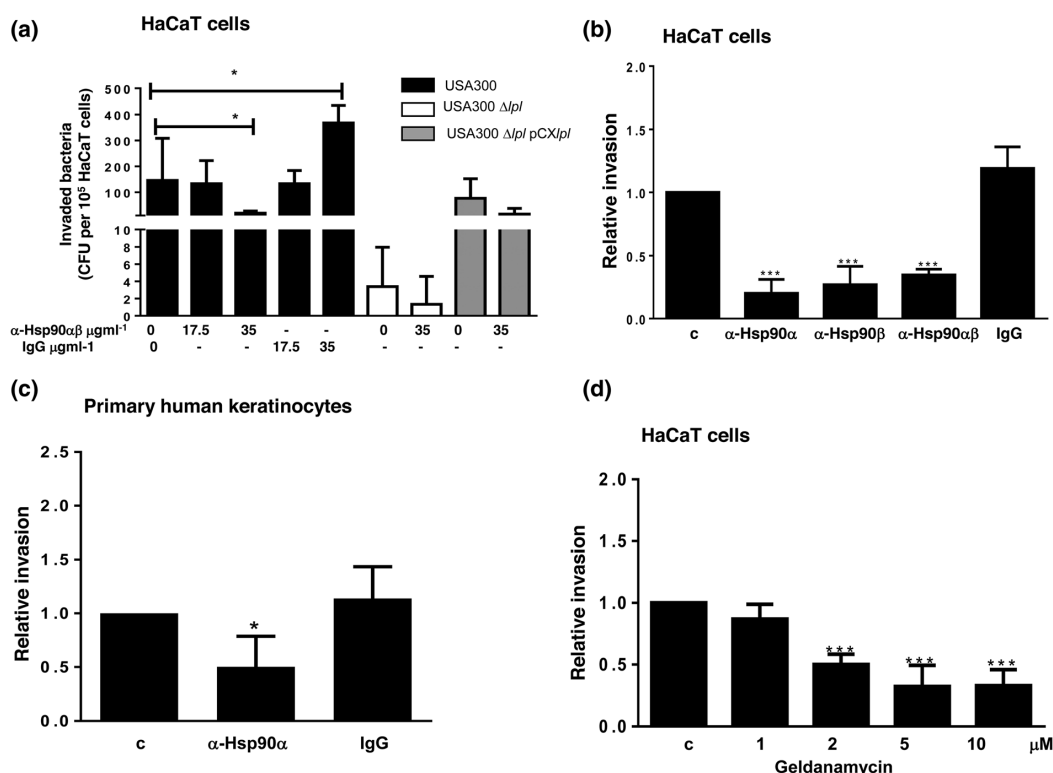 (a)
HaCaT cells
Invaded bacteria
(CFU per 10⁵ HaCaT cells)
500
400
300
200
100
10
8
6
4
2
0
*
*
USA300
USA300 Δlpl
USA300 Δlpl pCXlpl
α-Hsp90αβ µgml⁻¹ 0 17.5 35 - - 0 35 0 35
IgG µgml-1 0 - - 17.5 35 - - - -
(b)
HaCaT cells
Relative invasion
2.0
1.5
1.0
0.5
0.0
*** *** ***
c α-Hsp90α α-Hsp90β α-Hsp90αβ IgG
(c)
Primary human keratinocytes
Relative invasion
2.5
2.0
1.5
1.0
0.5
0.0
*
c α-Hsp90α IgG
(d)
HaCaT cells
Relative invasion
2.0
1.5
1.0
0.5
0.0
*** *** ***
c 1 2 5 10 µM
Geldanamycin